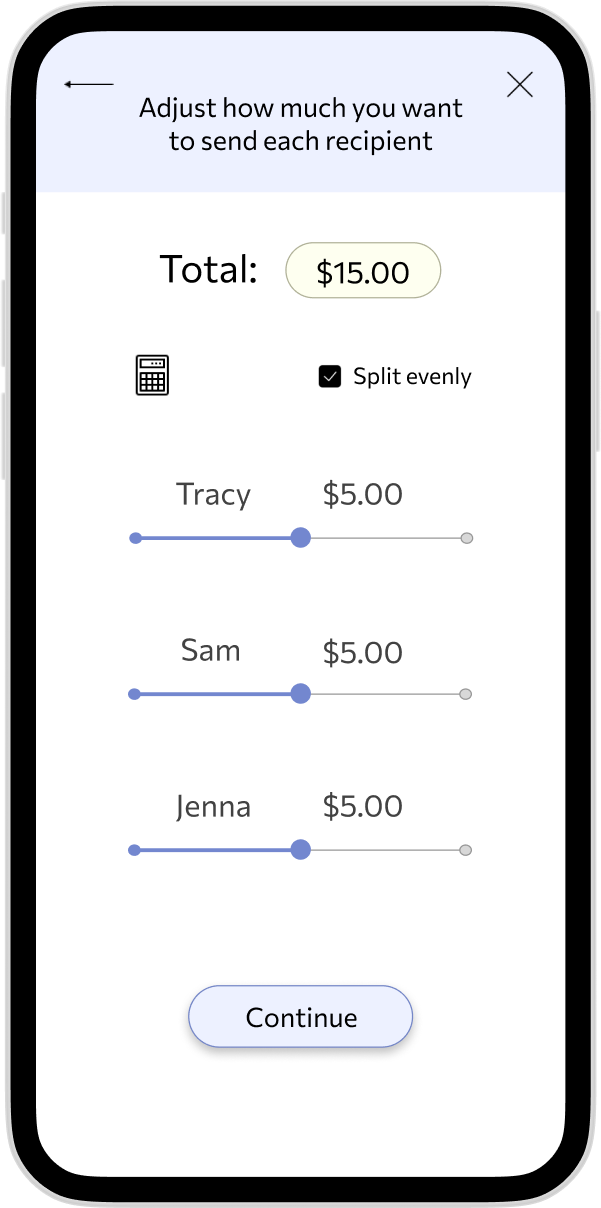 Adjust how much you want
to send each recipient
Total: $15.00
Split evenly
Tracy $5.00
Sam $5.00
Jenna $5.00
Continue